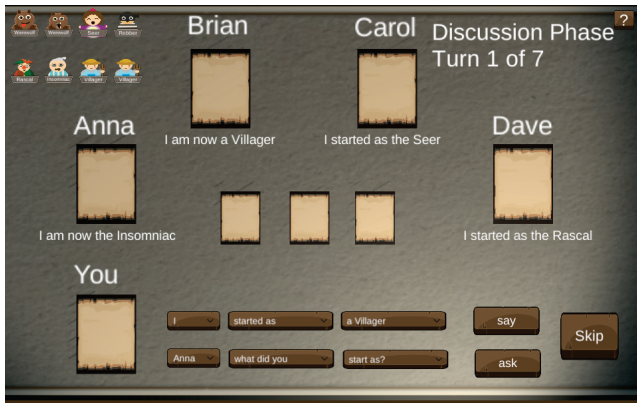 Werewolf
Werewolf
Seer
Robber
Rascal
Insomniac
Villager
Villager
Brian
Carol
Discussion Phase
Turn 1 of 7
?
I am now a Villager
I started as the Seer
Anna
Dave
I am now the Insomniac
I started as the Rascal
You
I
started as
a Villager
say
Anna
what did you
start as?
ask
Skip